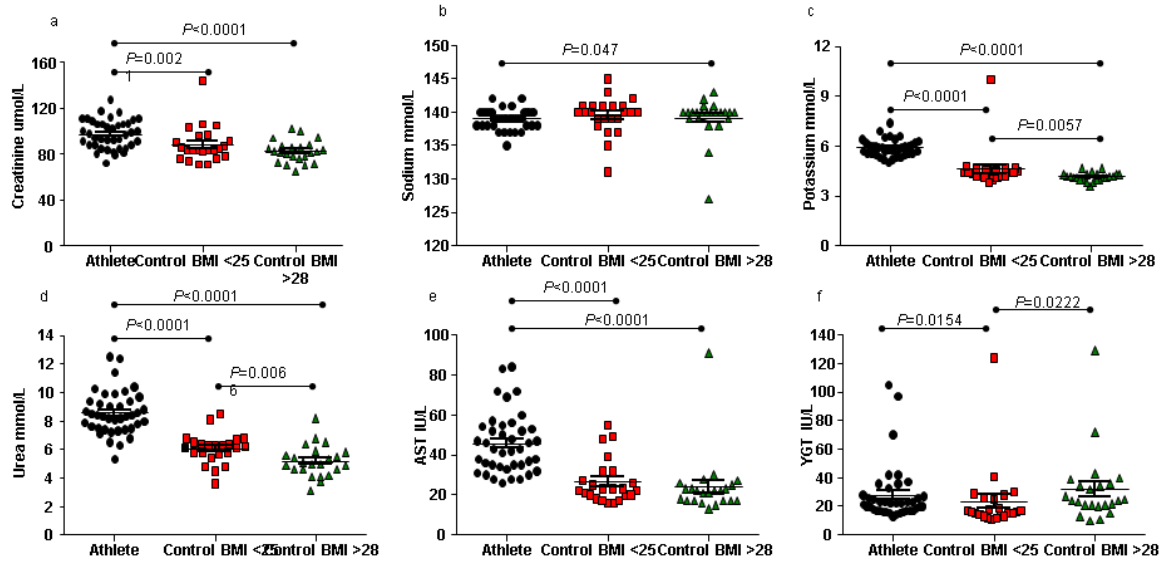 a
P<0.0001
P=0.002
1
Creatinine umol/L
160
120
80
40
0
Athlete Control BMI <25 Control BMI >28
b
P=0.047
Sodium mmol/L
150
145
140
135
130
125
120
Athlete Control BMI <25 Control BMI >28
c
P<0.0001
P<0.0001
P=0.0057
Potassium mmol/L
12
9
6
3
0
Athlete Control BMI <25 Control BMI >28
d
P<0.0001
P<0.0001
P=0.006
6
Urea mmol/L
14
12
10
8
6
4
2
0
Athlete Control BMI <25 Control BMI >28
e
P<0.0001
P<0.0001
AST IU/L
100
80
60
40
20
0
Athlete Control BMI <25 Control BMI >28
f
P=0.0222
P=0.0154
YGT IU/L
140
120
100
80
60
40
20
0
Athlete Control BMI <25 Control BMI >28